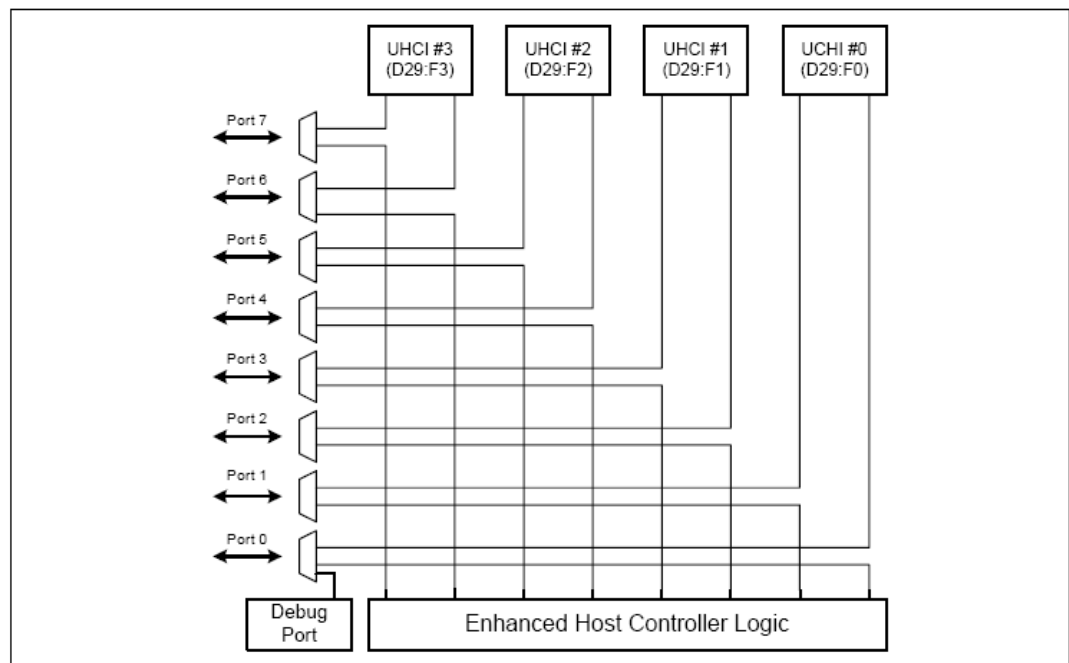 UHCI #3
(D29:F3)
UHCI #2
(D29:F2)
UHCI #1
(D29:F1)
UCHI #0
(D29:F0)
Port 7
Port 6
Port 5
Port 4
Port 3
Port 2
Port 1
Port 0
Debug
Port
Enhanced Host Controller Logic